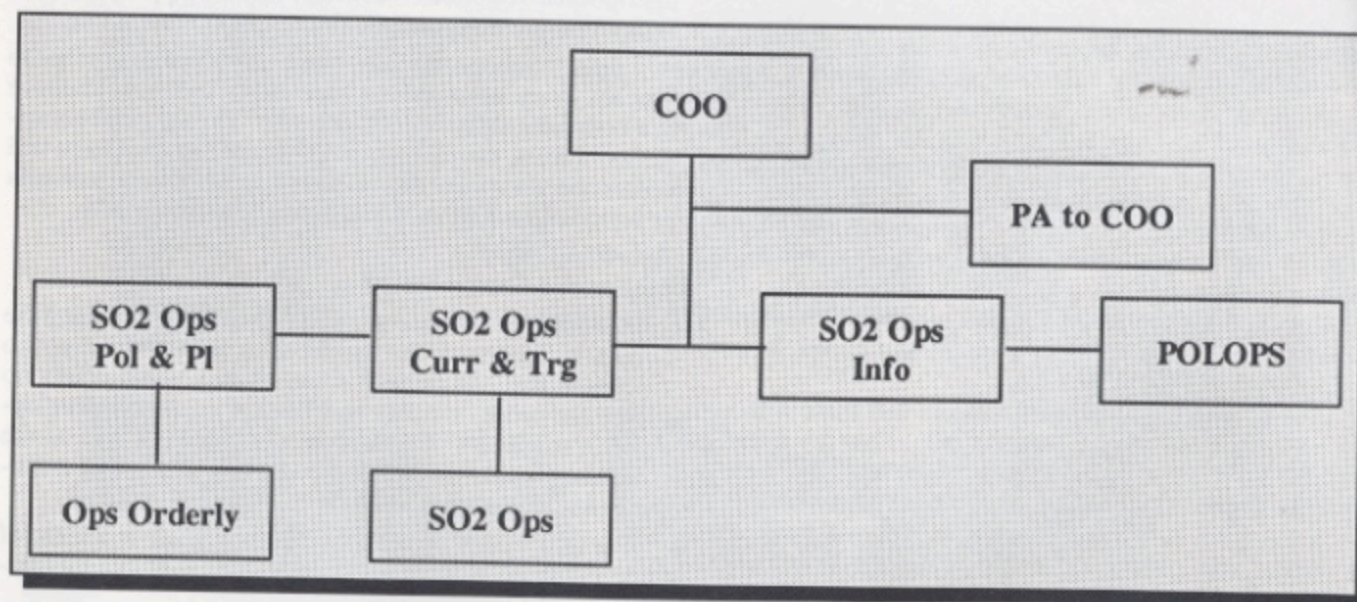 COO
PA to COO
SO2 Ops
Pol & Pl
SO2 Ops
Curr & Trg
SO2 Ops
Info
POLOPS
Ops Orderly
SO2 Ops